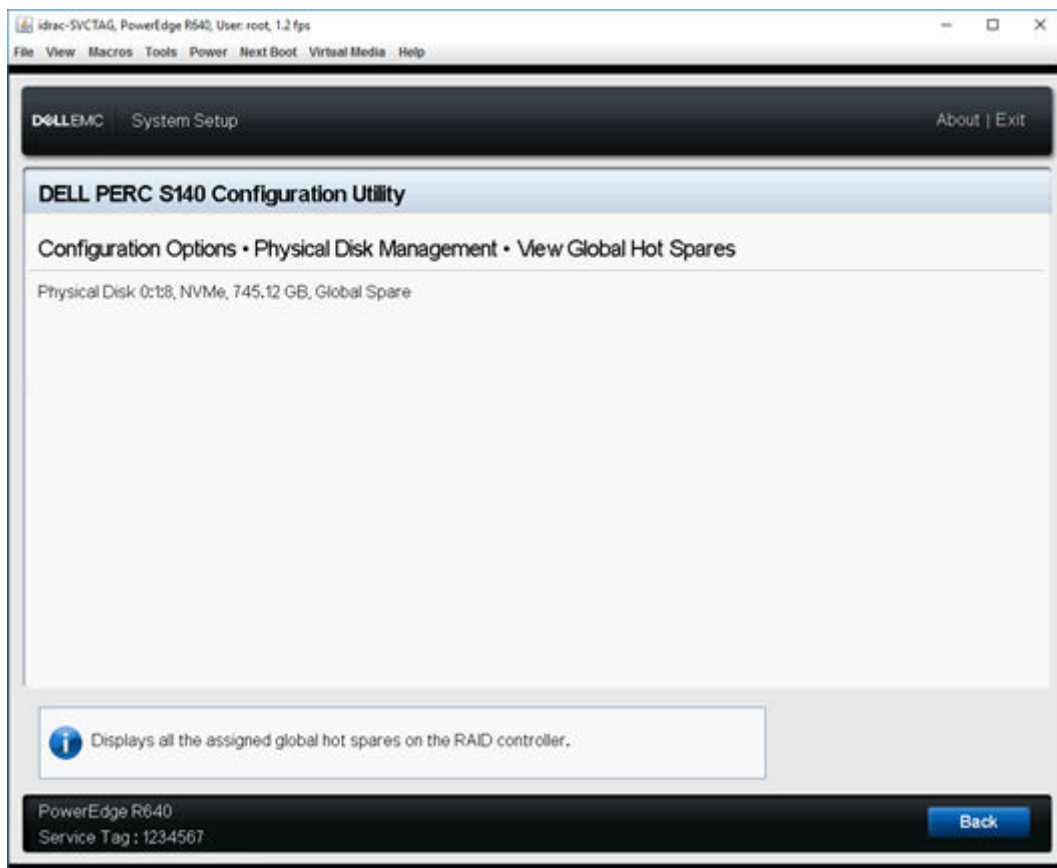 idrac-SVCTAG, PowerEdge R640, User: root, 1.2 fps
File View Macros Tools Power Next Boot Virtual Media Help
DELLEMC System Setup About | Exit
DELL PERC S140 Configuration Utility
Configuration Options • Physical Disk Management • View Global Hot Spares
Physical Disk 0:1:8, NVMe, 745.12 GB, Global Spare
Displays all the assigned global hot spares on the RAID controller.
PowerEdge R640
Service Tag : 1234567
Back